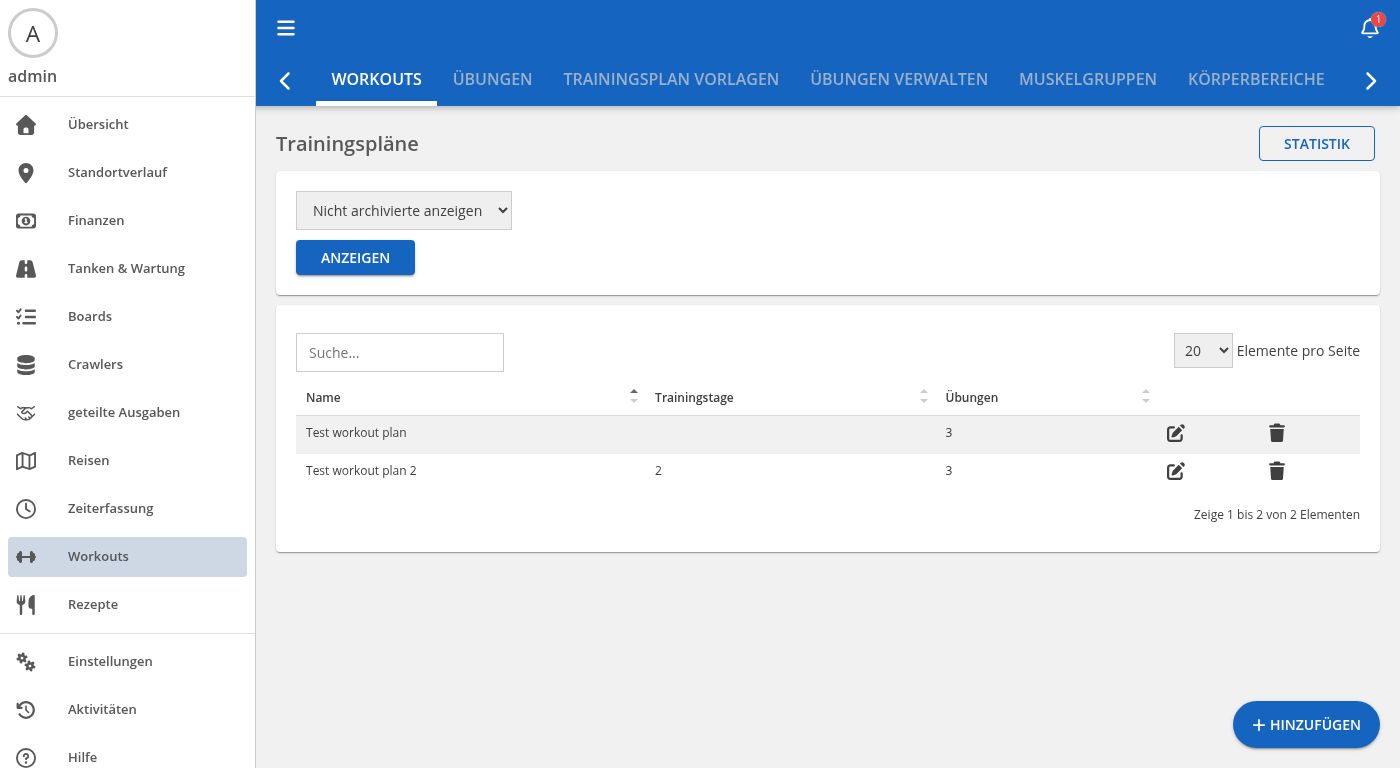 A
admin
Übersicht
Standortverlauf
Finanzen
Tanken & Wartung
Boards
Crawlers
geteilte Ausgaben
Reisen
Zeiterfassung
Workouts
Rezepte
Einstellungen
Aktivitäten
Hilfe
1
WORKOUTS ÜBUNGEN TRAININGSPLAN VORLAGEN ÜBUNGEN VERWALTEN MUSKELGRUPPEN KÖRPERBEREICHE
Trainingspläne STATISTIK
Nicht archivierte anzeigen
ANZEIGEN
Suche... 20 Elemente pro Seite
Name Trainingstage Übungen
Test workout plan 3
Test workout plan 2 2 3
Zeige 1 bis 2 von 2 Elementen
HINZUFÜGEN